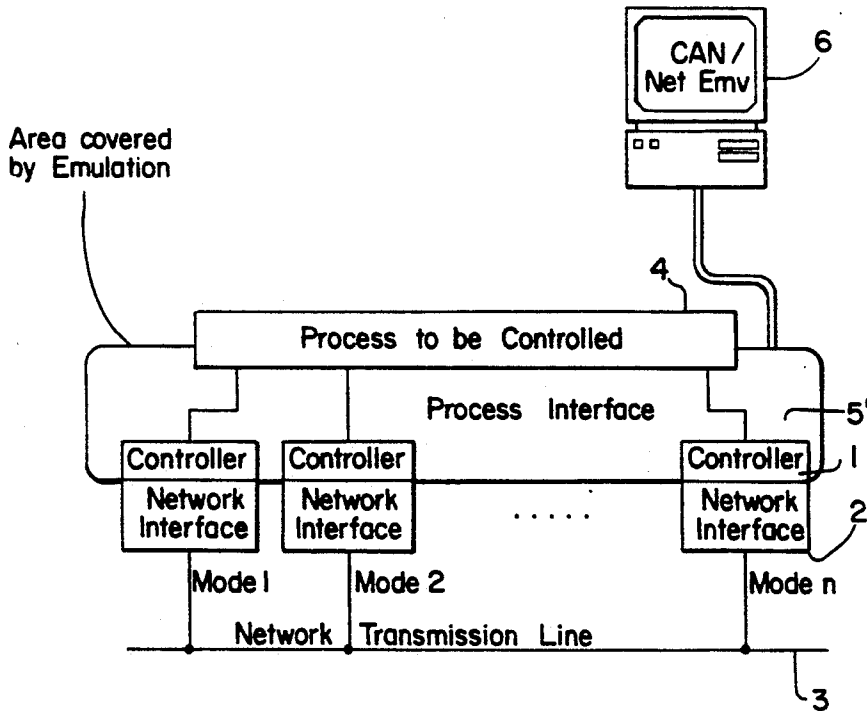 CAN /
Net Emv
6
Area covered
by Emulation
4
Process to be Controlled
Process Interface
5'
Controller
Controller
Controller
1
Network
Interface
Network
Interface
.....
Network
Interface
2
Mode 1
Mode 2
Mode n
Network Transmission Line
3